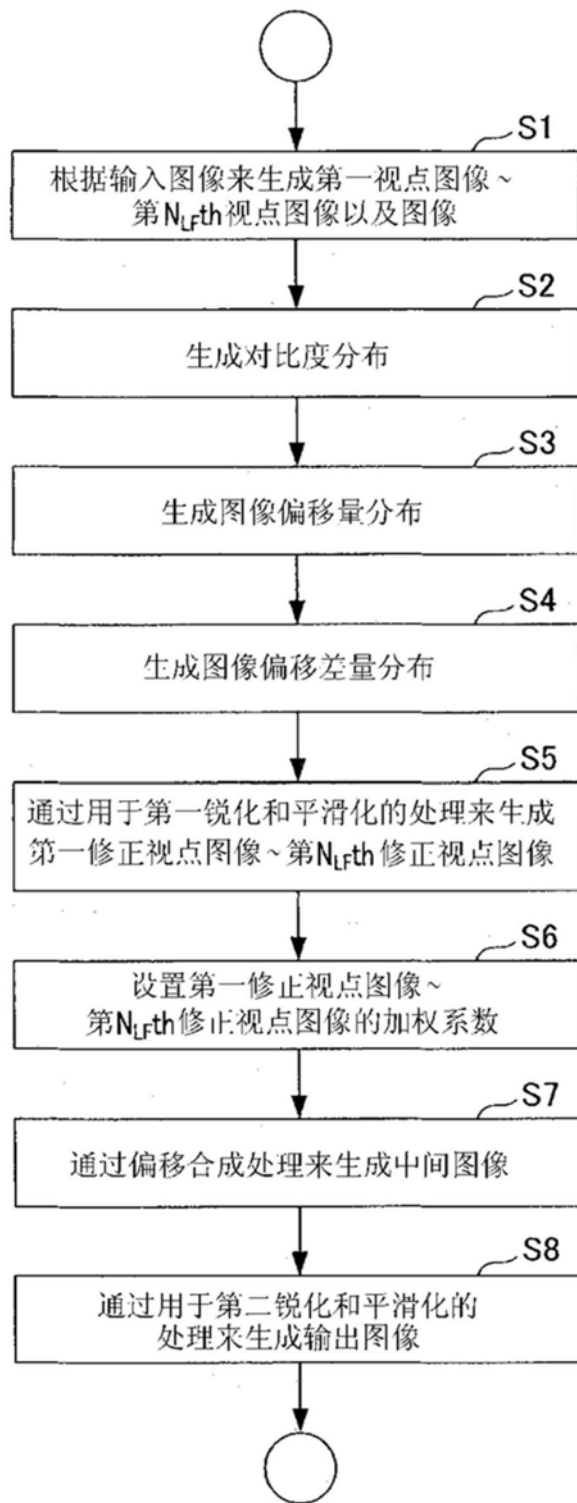 S1
根据输入图像来生成第一视点图像~
第N_LFth 视点图像以及图像
S2
生成对比度分布
S3
生成图像偏移量分布
S4
生成图像偏移差量分布
S5
通过用于第一锐化和平滑化的处理来生成
第一修正视点图像~第N_LFth 修正视点图像
S6
设置第一修正视点图像~
第N_LFth修正视点图像的加权系数
S7
通过偏移合成处理来生成中间图像
S8
通过用于第二锐化和平滑化的
处理来生成输出图像